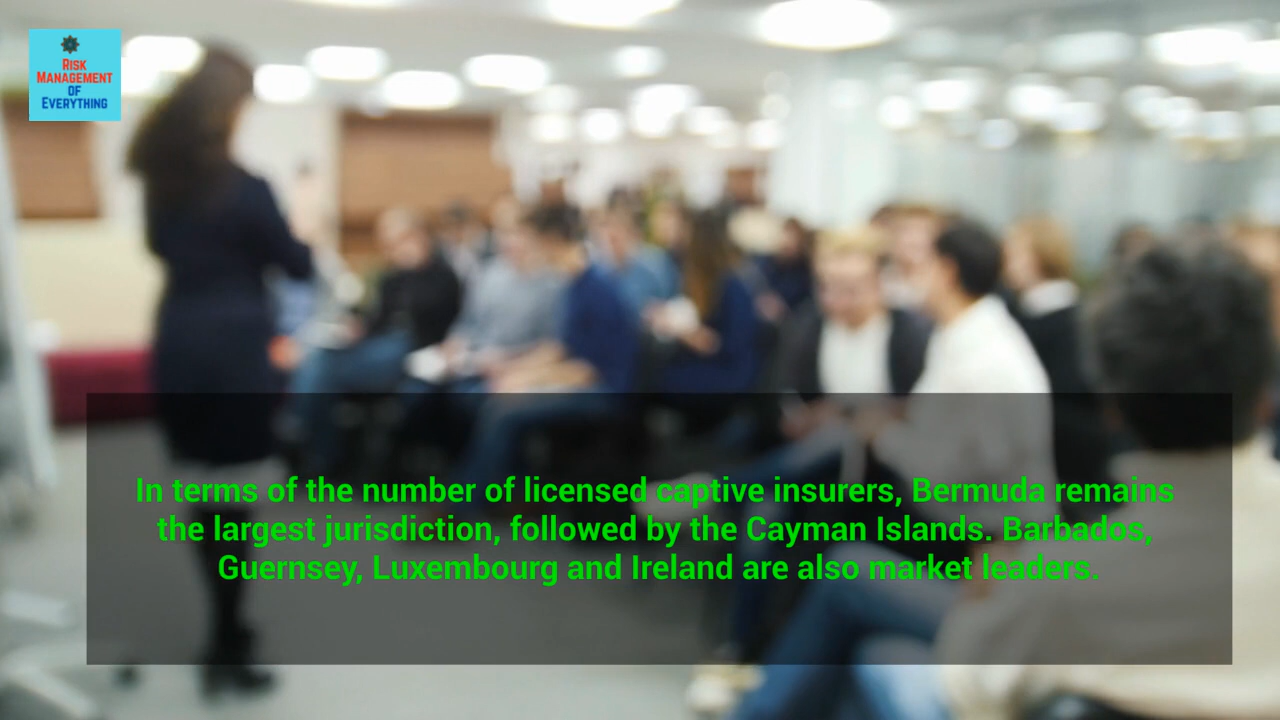 RISK
MANAGEMENT
OF
EVERYTHING
In terms of the number of licensed captive insurers, Bermuda remains
the largest jurisdiction, followed by the Cayman Islands. Barbados,
Guernsey, Luxembourg and Ireland are also market leaders.